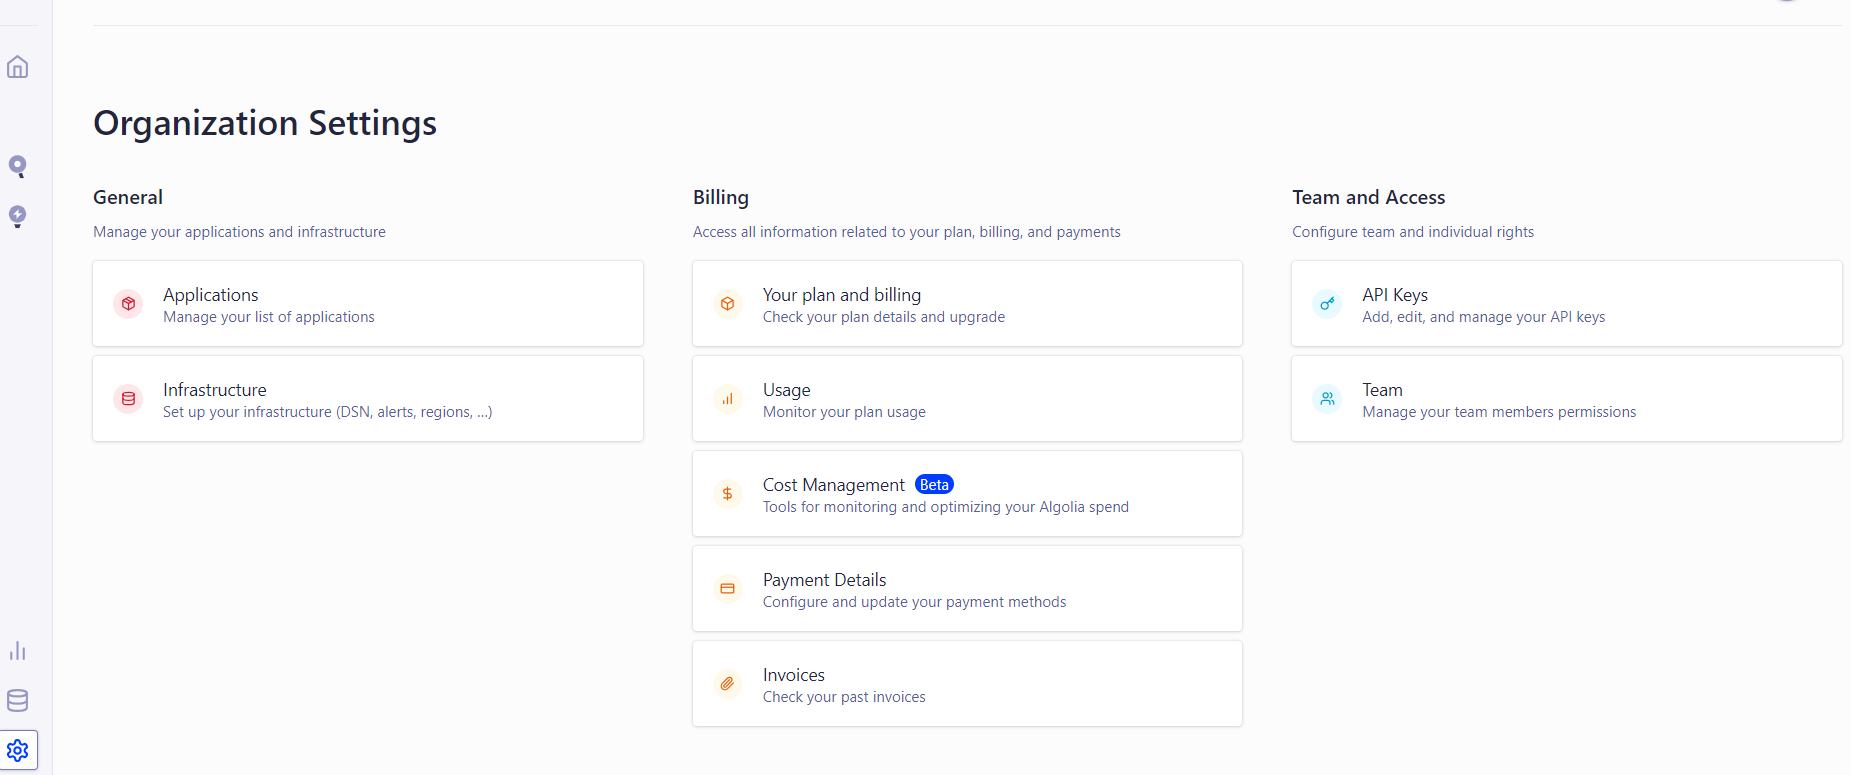 Organization Settings
General
Manage your applications and infrastructure
Applications
Manage your list of applications
Infrastructure
Set up your infrastructure (DSN, alerts, regions, ...)
Billing
Access all information related to your plan, billing, and payments
Your plan and billing
Check your plan details and upgrade
Usage
Monitor your plan usage
Cost Management Beta
Tools for monitoring and optimizing your Algolia spend
Payment Details
Configure and update your payment methods
Invoices
Check your past invoices
Team and Access
Configure team and individual rights
API Keys
Add, edit, and manage your API keys
Team
Manage your team members permissions